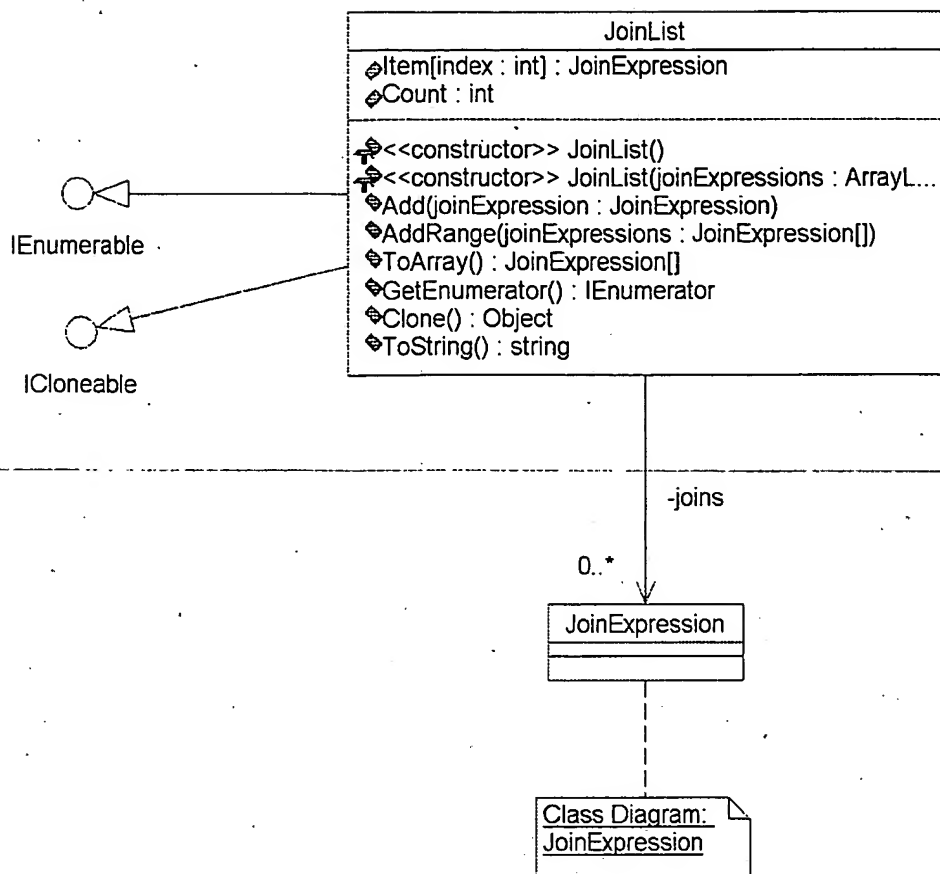 JoinList
Item[index : int] : JoinExpression
Count : int
<<constructor>> JoinList()
<<constructor>> JoinList(joinExpressions : ArrayL...
Add(joinExpression : JoinExpression)
AddRange(joinExpressions : JoinExpression[])
ToArray() : JoinExpression[]
GetEnumerator() : IEnumerator
Clone() : Object
ToString() : string
IEnumerable
ICloneable
-joins
0..*
JoinExpression
Class Diagram:
JoinExpression